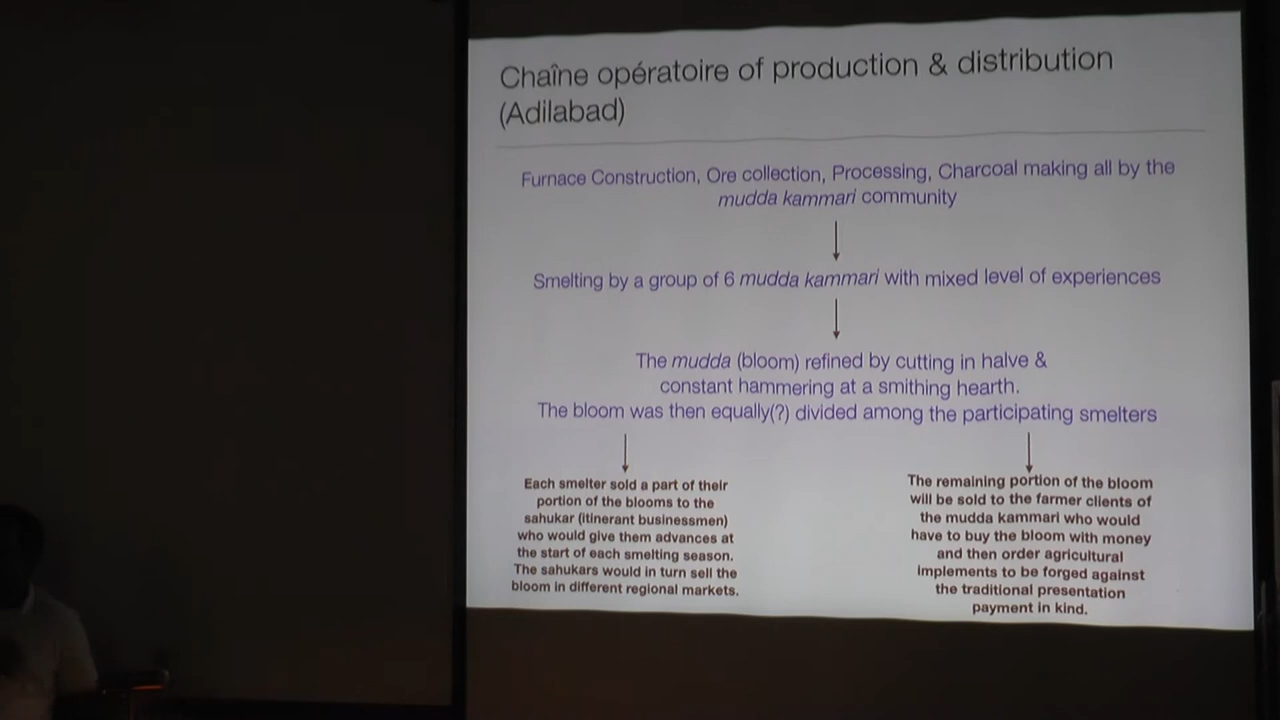 Chaîne opératoire of production & distribution
(Adilabad)
Furnace Construction, Ore collection, Processing, Charcoal making all by the
mudda kammari community
Smelting by a group of 6 mudda kammari with mixed level of experiences
The mudda (bloom) refined by cutting in halve &
constant hammering at a smithing hearth.
The bloom was then equally(?) divided among the participating smelters
Each smelter sold a part of their
portion of the blooms to the
sahukar (itinerant businessmen)
who would give them advances at
the start of each smelting season.
The sahukars would in turn sell the
bloom in different regional markets.
The remaining portion of the bloom
will be sold to the farmer clients of
the mudda kammari who would
have to buy the bloom with money
and then order agricultural
implements to be forged against
the traditional presentation
payment in kind.